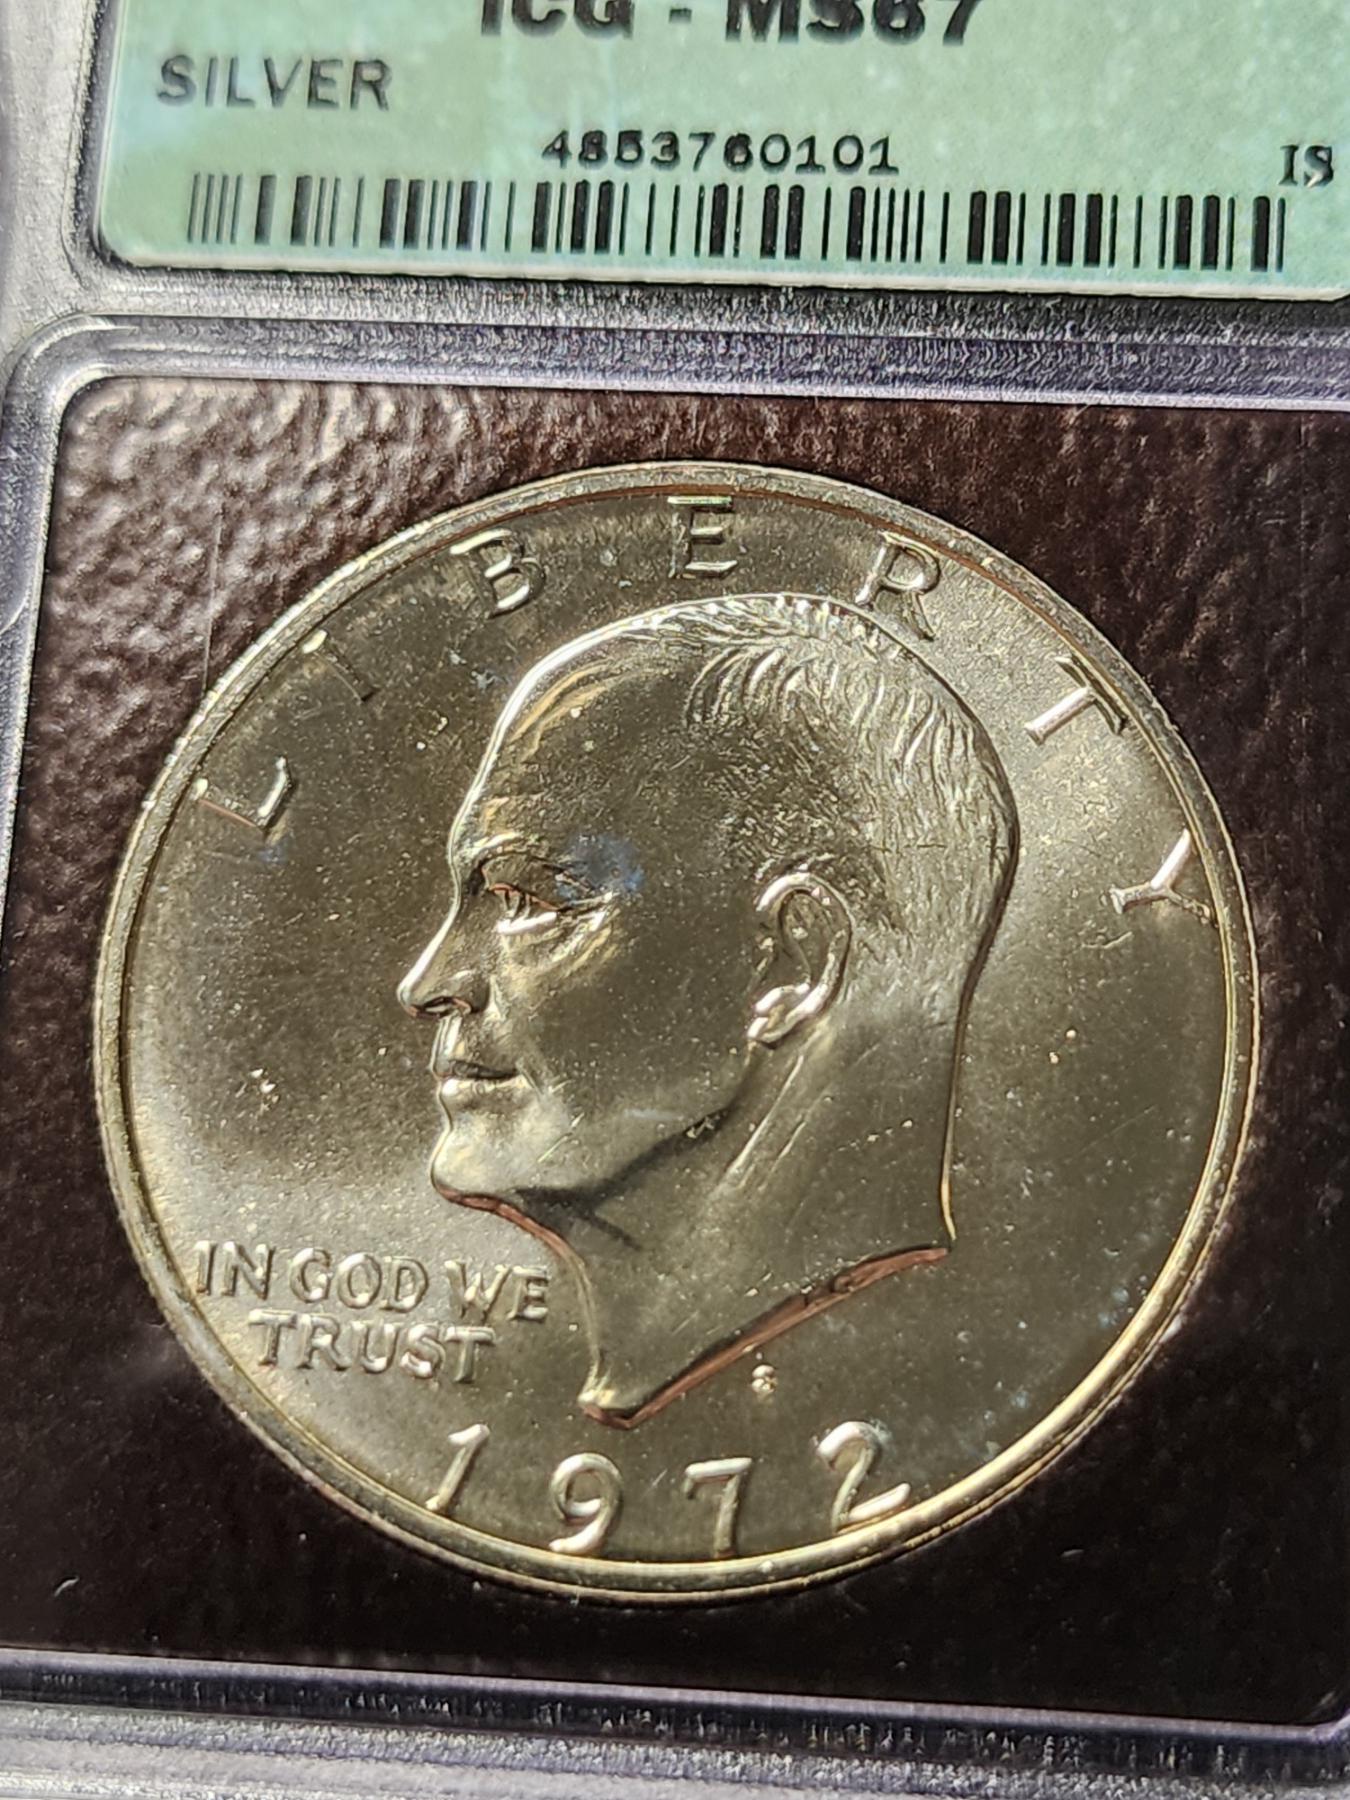 ICG - MS67
SILVER
4853760101
IS
LIBERTY
IN GOD WE
TRUST
S
1972